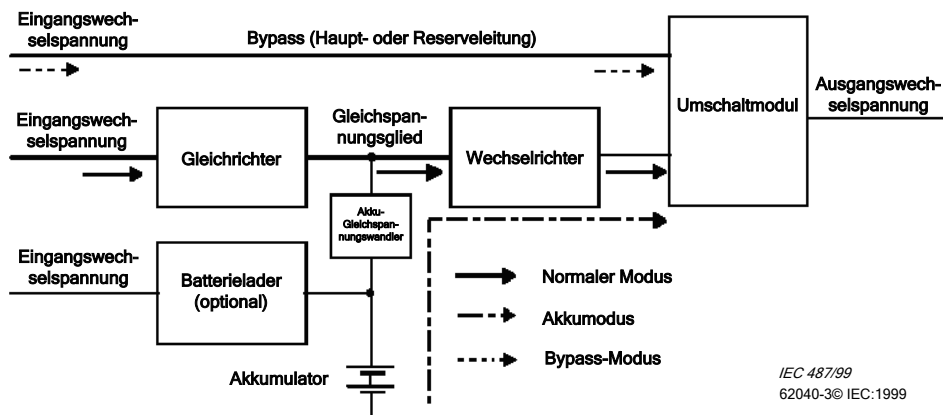 Eingangswech-
selspannung
Bypass (Haupt- oder Reserveleitung)
Umschaltmodul
Ausgangswech-
selspannung
Eingangswech-
selspannung
Gleichrichter
Gleichspan-
nungsglied
Wechselrichter
Akku-
Gleichspan-
nungswandler
Eingangswech-
selspannung
Batterielader
(optional)
Akkumulator
Normaler Modus
Akkumodus
Bypass-Modus
IEC 487/99
62040-3© IEC:1999